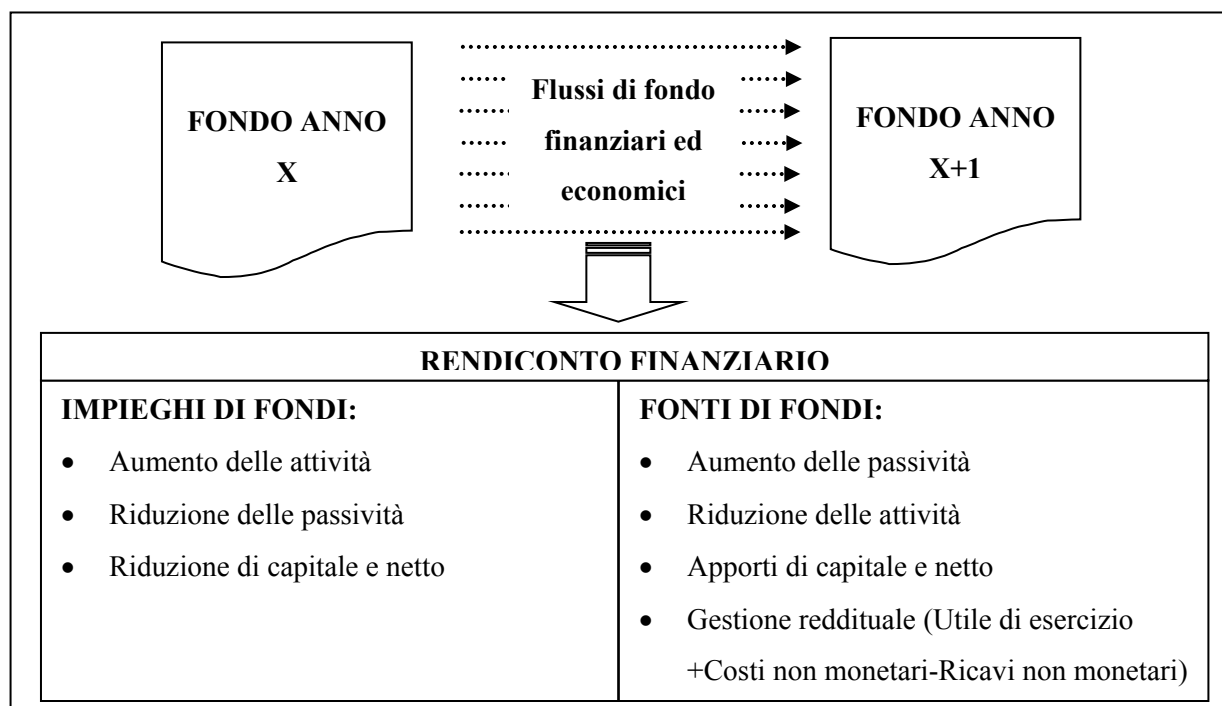 FONDO ANNO
X
Flussi di fondo
finanziari ed
economici
FONDO ANNO
X+1
RENDICONTO FINANZIARIO
IMPIEGHI DI FONDI:
• Aumento delle attività
• Riduzione delle passività
• Riduzione di capitale e netto
FONTI DI FONDI:
• Aumento delle passività
• Riduzione delle attività
• Apporti di capitale e netto
• Gestione reddituale (Utile di esercizio
+Costi non monetari-Ricavi non monetari)